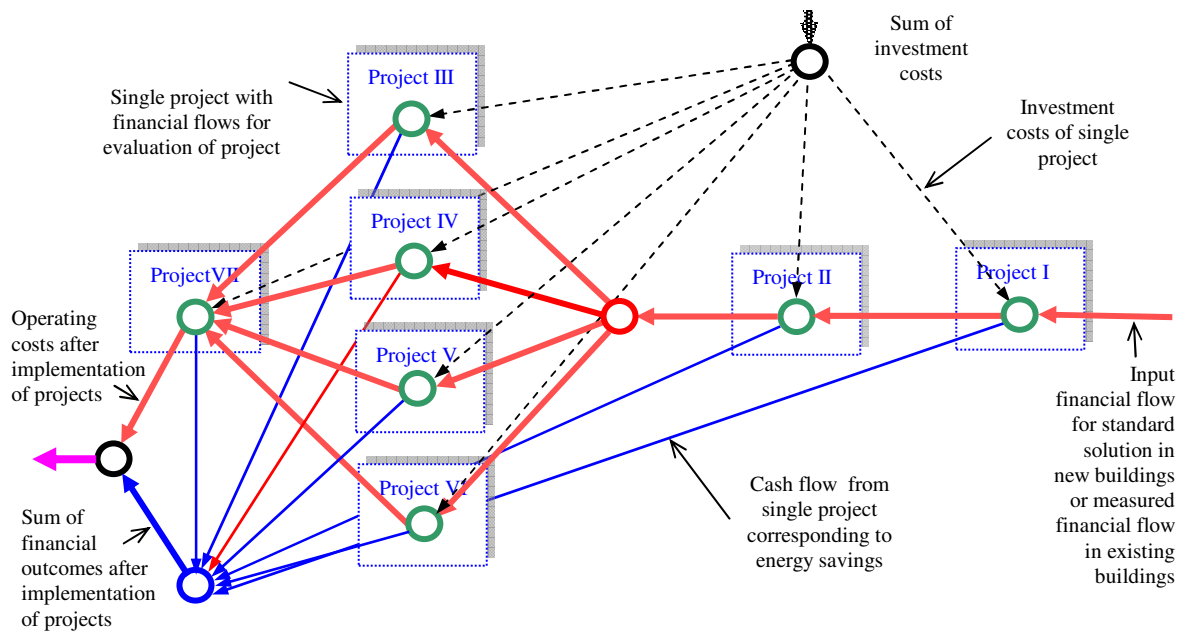 Sum of
investment
costs
Project III
Single project with
financial flows for
evaluation of project
Investment
costs of single
project
Project IV
ProjectVII
Project II
Project I
Operating
costs after
implementation
of projects
Project V
Input
financial flow
for standard
solution in
new buildings
or measured
financial flow
in existing
buildings
Project VI
Cash flow from
single project
corresponding to
energy savings
Sum of
financial
outcomes after
implementation
of projects